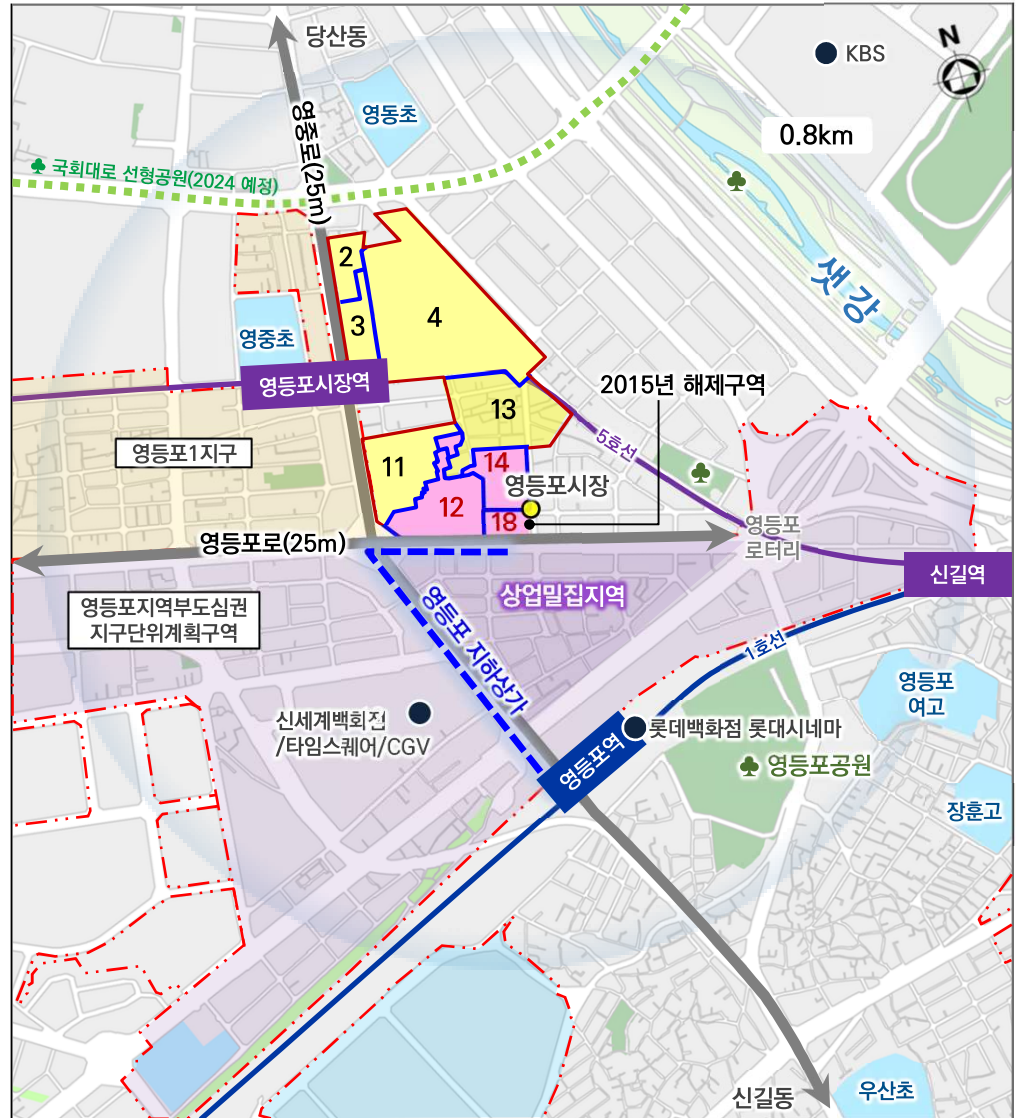 당산동
KBS
N
영동초
0.8km
영중로(25m)
국회대로 선형공원(2024 예정)
샛강
2
3
4
영중초
영등포시장역
2015년 해제구역
13
5호선
영등포1지구
11
14
영등포시장
12
18
영등포
로터리
영등포로(25m)
신길역
상업밀집지역
영등포지역부도심권
지구단위계획구역
영등포 지하상가
1호선
영등포
여고
신세계백회점
/타임스퀘어/CGV
롯데백화점 롯대시네마
영등포역
영등포공원
장훈고
신길동
우산초